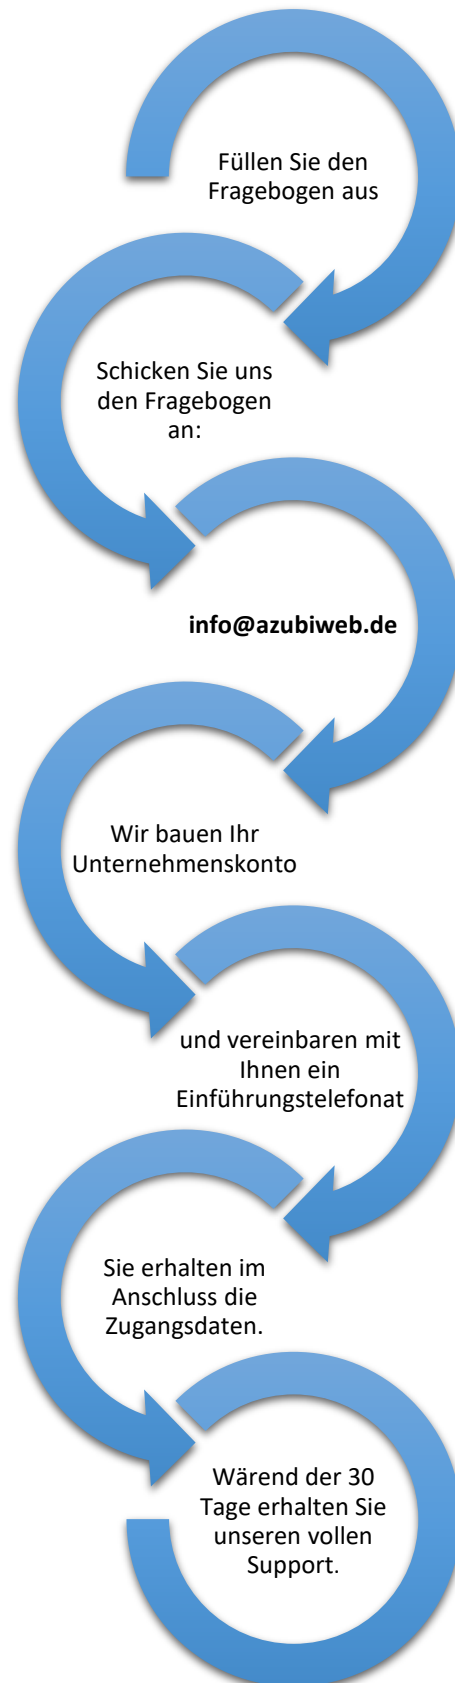 Füllen Sie den
Fragebogen aus
Schicken Sie uns
den Fragebogen
an:
info@azubiweb.de
Wir bauen Ihr
Unternehmenskonto
und vereinbaren mit
Ihnen ein
Einführungstelefonat
Sie erhalten im
Anschluss die
Zugangsdaten.
Wärend der 30
Tage erhalten Sie
unseren vollen
Support.